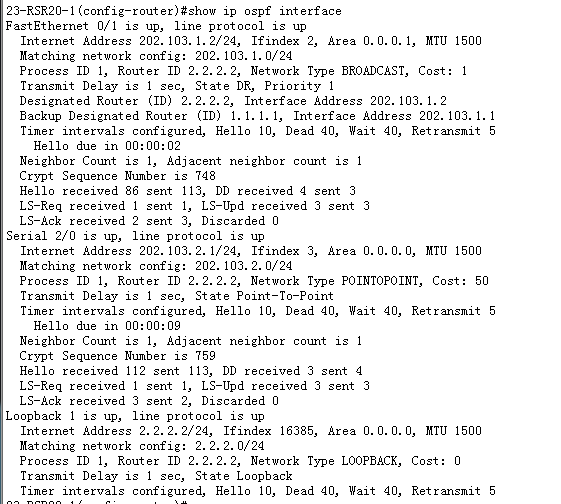 23-RSR20-1(config-router)#show ip ospf interface
FastEthernet 0/1 is up, line protocol is up
Internet Address 202.103.1.2/24, Ifindex 2, Area 0.0.0.1, MTU 1500
Matching network config: 202.103.1.0/24
Process ID 1, Router ID 2.2.2.2, Network Type BROADCAST, Cost: 1
Transmit Delay is 1 sec, State DR, Priority 1
Designated Router (ID) 2.2.2.2, Interface Address 202.103.1.2
Backup Designated Router (ID) 1.1.1.1, Interface Address 202.103.1.1
Timer intervals configured, Hello 10, Dead 40, Wait 40, Retransmit 5
Hello due in 00:00:02
Neighbor Count is 1, Adjacent neighbor count is 1
Crypt Sequence Number is 748
Hello received 86 sent 113, DD received 4 sent 3
LS-Req received 1 sent 1, LS-Upd received 3 sent 3
LS-Ack received 2 sent 3, Discarded 0
Serial 2/0 is up, line protocol is up
Internet Address 202.103.2.1/24, Ifindex 3, Area 0.0.0.0, MTU 1500
Matching network config: 202.103.2.0/24
Process ID 1, Router ID 2.2.2.2, Network Type POINTOPOINT, Cost: 50
Transmit Delay is 1 sec, State Point-To-Point
Timer intervals configured, Hello 10, Dead 40, Wait 40, Retransmit 5
Hello due in 00:00:09
Neighbor Count is 1, Adjacent neighbor count is 1
Crypt Sequence Number is 759
Hello received 112 sent 113, DD received 3 sent 4
LS-Req received 1 sent 1, LS-Upd received 3 sent 3
LS-Ack received 3 sent 2, Discarded 0
Loopback 1 is up, line protocol is up
Internet Address 2.2.2.2/24, Ifindex 16385, Area 0.0.0.0, MTU 1500
Matching network config: 2.2.2.0/24
Process ID 1, Router ID 2.2.2.2, Network Type LOOPBACK, Cost: 0
Transmit Delay is 1 sec, State Loopback
Timer intervals configured, Hello 10, Dead 40, Wait 40, Retransmit 5